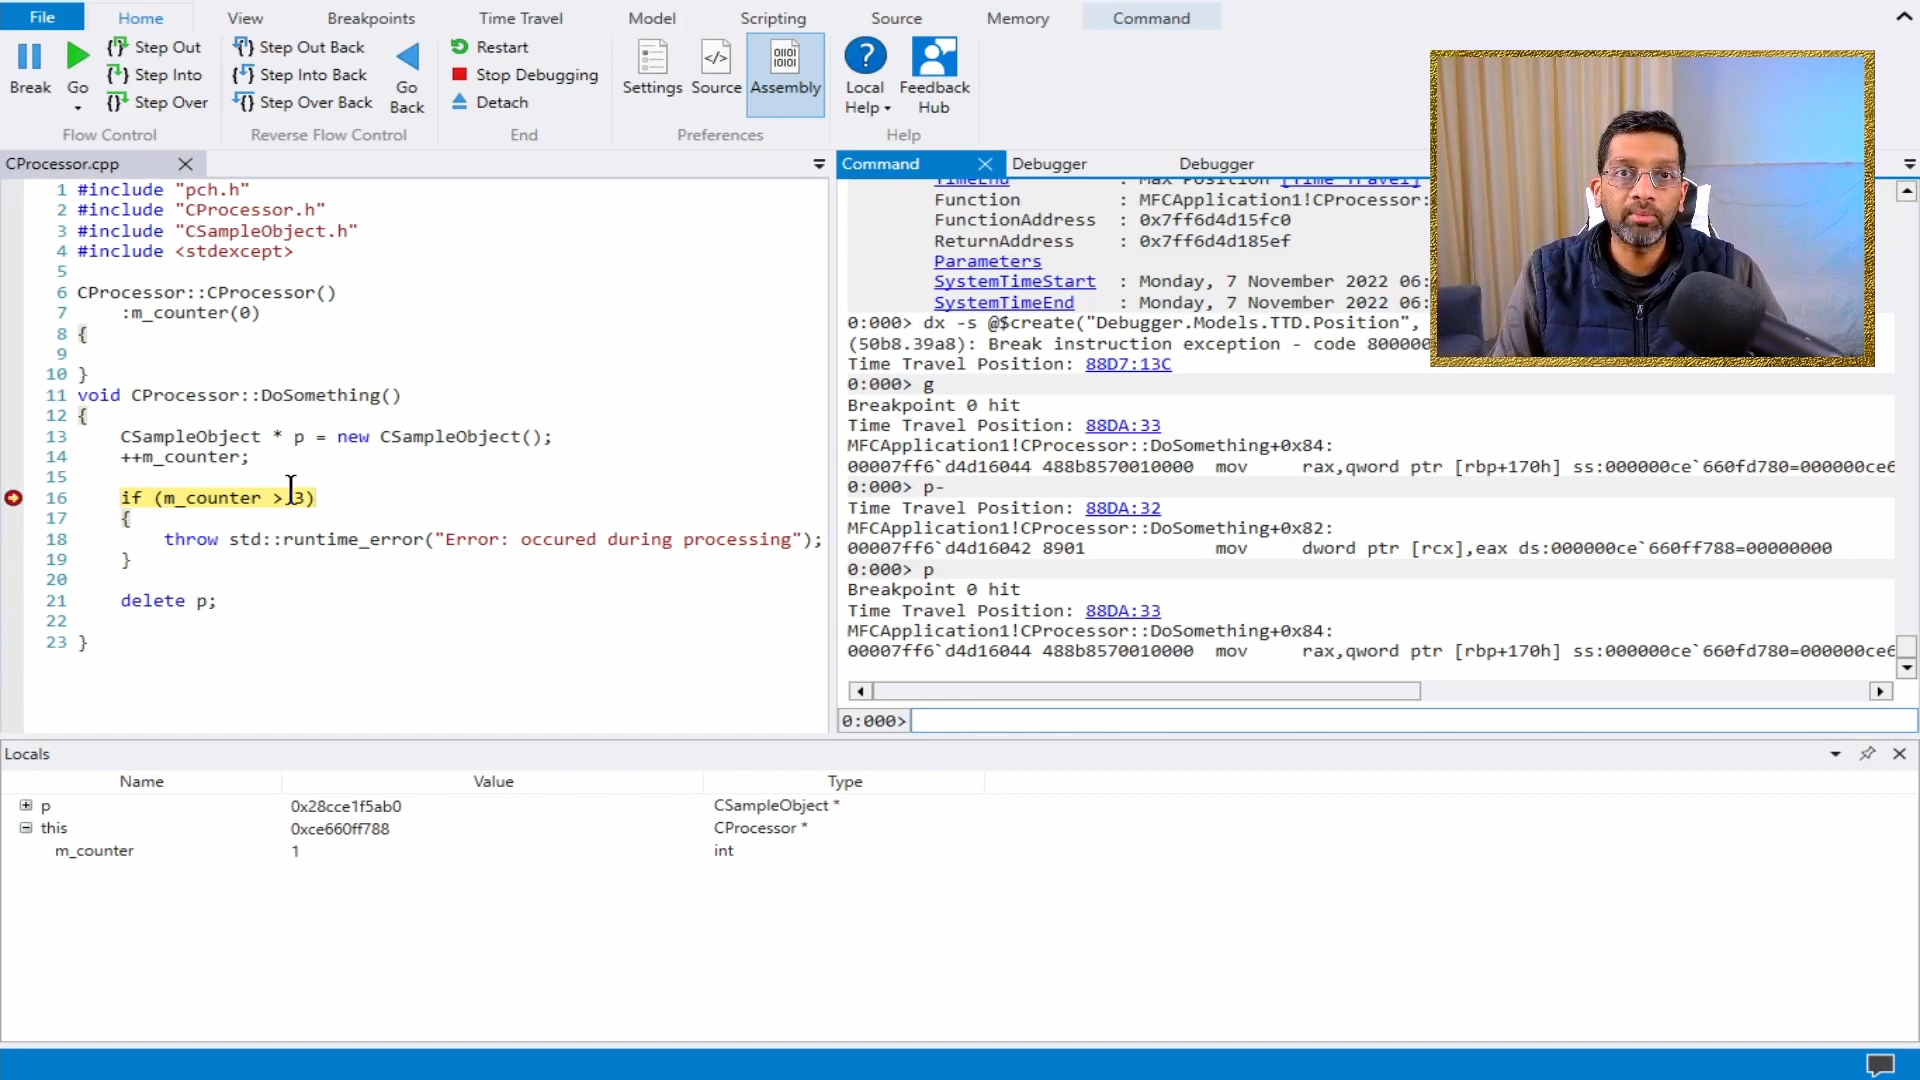 File
Home
View
Breakpoints
Time Travel
Model
Scripting
Source
Memory
Command
Break
Go
Step Out
Step Into
Step Over
Flow Control
Step Out Back
Step Into Back
Step Over Back
Go Back
Reverse Flow Control
Restart
Stop Debugging
Detach
End
Settings
Source
Assembly
Preferences
Local Help
Feedback Hub
Help
CProcessor.cpp
1 #include "pch.h"
2 #include "CProcessor.h"
3 #include "CSampleObject.h"
4 #include <stdexcept>
5
6 CProcessor::CProcessor()
7 :m_counter(0)
8 {
9
10 }
11 void CProcessor::DoSomething()
12 {
13 CSampleObject * p = new CSampleObject();
14 ++m_counter;
15
16 if (m_counter > 3)
17 {
18 throw std::runtime_error("Error: occured during processing");
19 }
20
21 delete p;
22
23 }
Command
Debugger
Debugger
TimeEnd : Max Position [Time Travel]
Function : MFCApplication1!CProcessor:
FunctionAddress : 0x7ff6d4d15fc0
ReturnAddress : 0x7ff6d4d185ef
Parameters
SystemTimeStart : Monday, 7 November 2022 06:
SystemTimeEnd : Monday, 7 November 2022 06:
0:000> dx -s @$create("Debugger.Models.TTD.Position",
(50b8.39a8): Break instruction exception - code 800000
Time Travel Position: 88D7:13C
0:000> g
Breakpoint 0 hit
Time Travel Position: 88DA:33
MFCApplication1!CProcessor::DoSomething+0x84:
00007ff6`d4d16044 488b8570010000 mov rax,qword ptr [rbp+170h] ss:000000ce`660fd780=000000ce6
0:000> p-
Time Travel Position: 88DA:32
MFCApplication1!CProcessor::DoSomething+0x82:
00007ff6`d4d16042 8901 mov dword ptr [rcx],eax ds:000000ce`660ff788=00000000
0:000> p
Breakpoint 0 hit
Time Travel Position: 88DA:33
MFCApplication1!CProcessor::DoSomething+0x84:
00007ff6`d4d16044 488b8570010000 mov rax,qword ptr [rbp+170h] ss:000000ce`660fd780=000000ce6
0:000>
Locals
Name Value Type
p 0x28cce1f5ab0 CSampleObject *
this 0xce660ff788 CProcessor *
m_counter 1 int